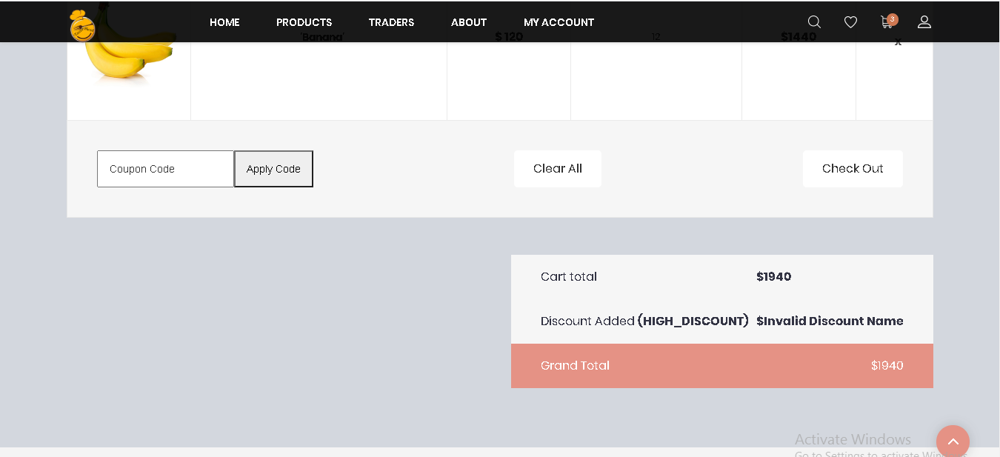 HOME PRODUCTS TRADERS ABOUT MY ACCOUNT 3
'Banana' $ 120 12 $1440 x
Coupon Code Apply Code Clear All Check Out
Cart total $1940
Discount Added (HIGH_DISCOUNT) $Invalid Discount Name
Grand Total $1940
Activate Windows
Go to Settings to activate